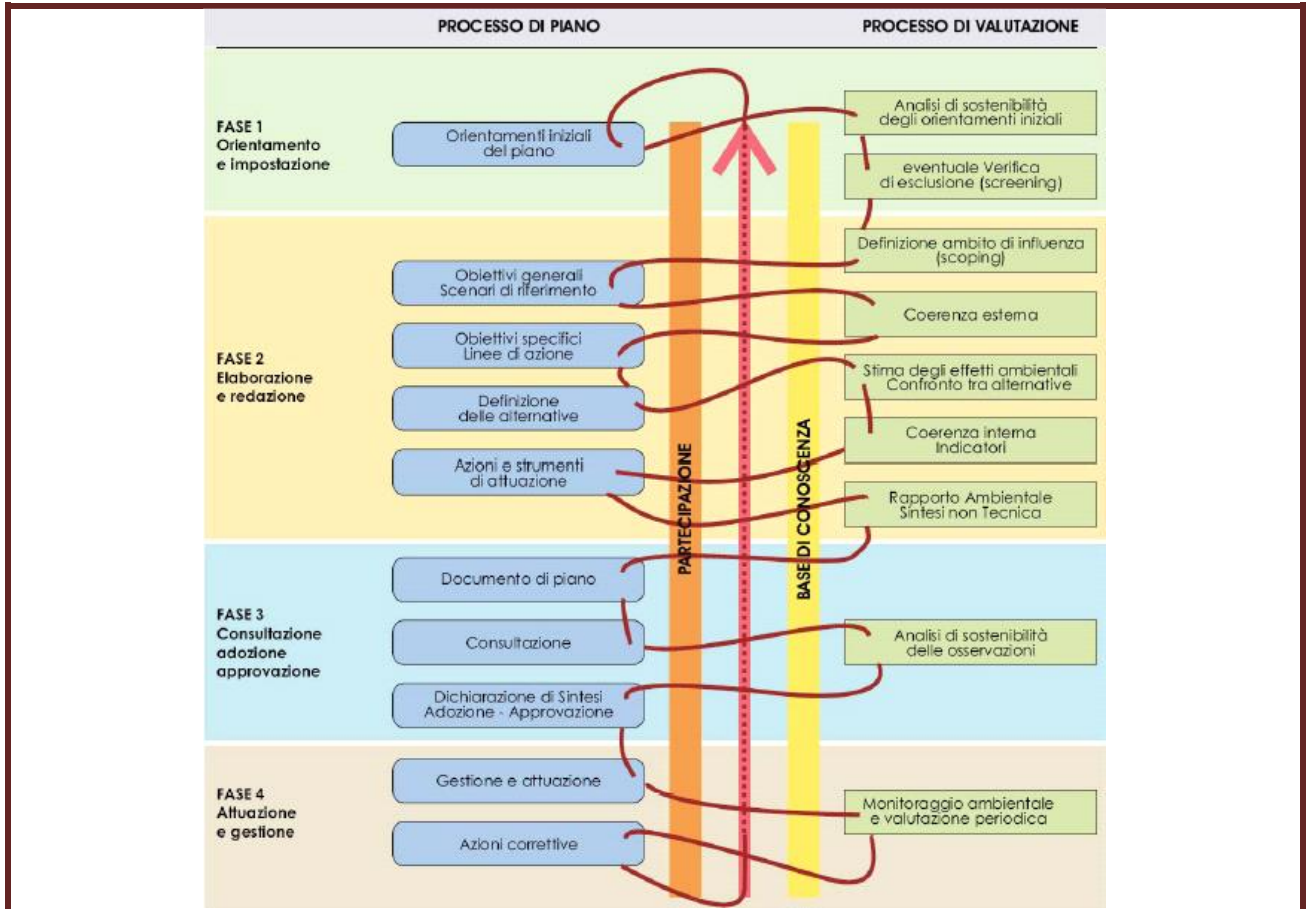 PROCESSO DI PIANO
PROCESSO DI VALUTAZIONE
FASE 1
Orientamento
e impostazione
Orientamenti iniziali
del piano
Analisi di sostenibilità
degli orientamenti iniziali
eventuale Verifica
di esclusione (screening)
FASE 2
Elaborazione
e redazione
Definizione ambito di influenza
(scoping)
Obiettivi generali
Scenari di riferimento
Coerenza esterna
Obiettivi specifici
Linee di azione
Stima degli effetti ambientali
Confronto tra alternative
Definizione
delle alternative
Coerenza interna
Indicatori
Azioni e strumenti
di attuazione
Rapporto Ambientale
Sintesi non Tecnica
PARTECIPAZIONE
BASE DI CONOSCENZA
FASE 3
Consultazione
adozione
approvazione
Documento di piano
Consultazione
Analisi di sostenibilità
delle osservazioni
Dichiarazione di Sintesi
Adozione - Approvazione
FASE 4
Attuazione
e gestione
Gestione e attuazione
Monitoraggio ambientale
e valutazione periodica
Azioni correttive